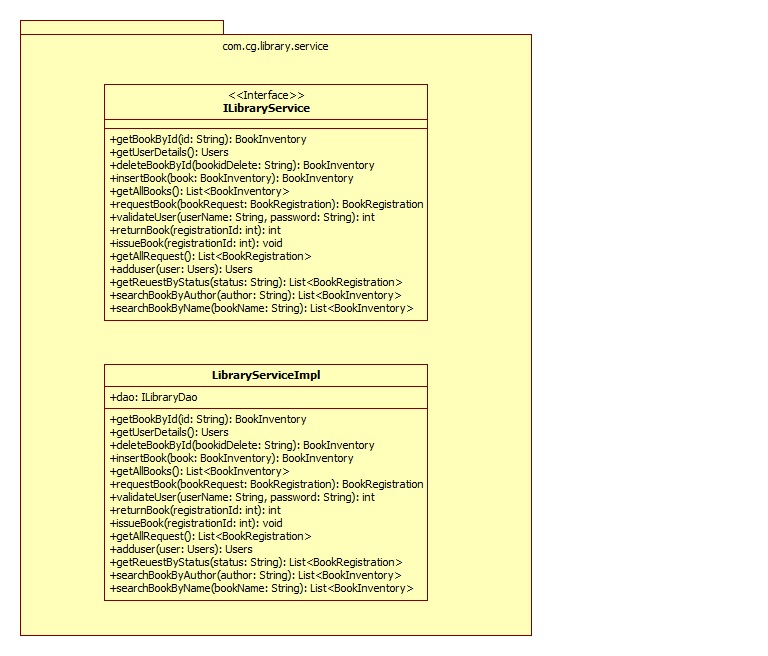 com.cg.library.service
<<Interface>>
ILibraryService
+getBookById(id: String): BookInventory
+getUserDetails(): Users
+deleteBookById(bookidDelete: String): BookInventory
+insertBook(book: BookInventory): BookInventory
+getAllBooks(): List<BookInventory>
+requestBook(bookRequest: BookRegistration): BookRegistration
+validateUser(userName: String, password: String): int
+returnBook(registrationId: int): int
+issueBook(registrationId: int): void
+getAllRequest(): List<BookRegistration>
+adduser(user: Users): Users
+getReuestByStatus(status: String): List<BookRegistration>
+searchBookByAuthor(author: String): List<BookInventory>
+searchBookByName(bookName: String): List<BookInventory>
LibraryServiceImpl
+dao: ILibraryDao
+getBookById(id: String): BookInventory
+getUserDetails(): Users
+deleteBookById(bookidDelete: String): BookInventory
+insertBook(book: BookInventory): BookInventory
+getAllBooks(): List<BookInventory>
+requestBook(bookRequest: BookRegistration): BookRegistration
+validateUser(userName: String, password: String): int
+returnBook(registrationId: int): int
+issueBook(registrationId: int): void
+getAllRequest(): List<BookRegistration>
+adduser(user: Users): Users
+getReuestByStatus(status: String): List<BookRegistration>
+searchBookByAuthor(author: String): List<BookInventory>
+searchBookByName(bookName: String): List<BookInventory>